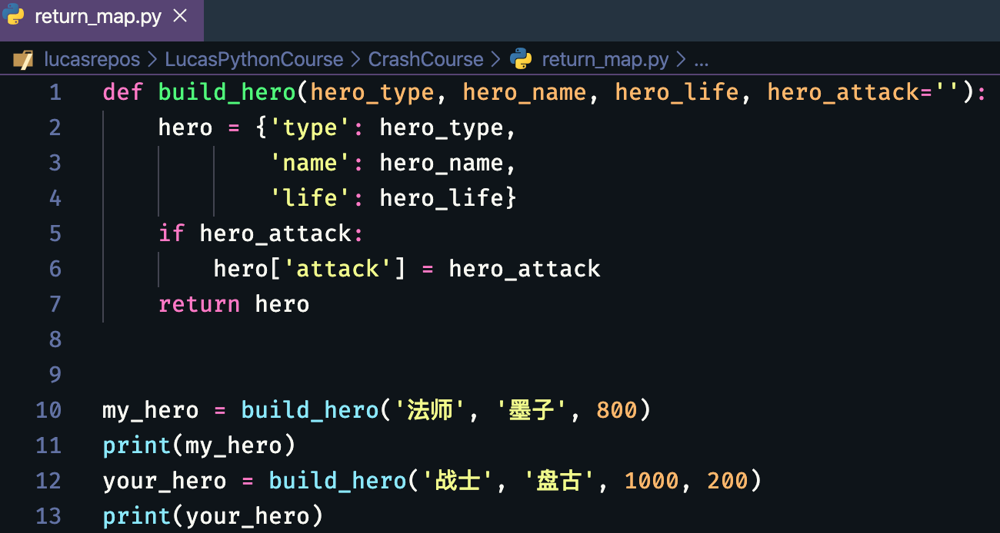 return_map.py ×
lucasrepos > LucasPythonCourse > CrashCourse > return_map.py > ...
1 def build_hero(hero_type, hero_name, hero_life, hero_attack=''):
2     hero = {'type': hero_type,
3             'name': hero_name,
4             'life': hero_life}
5     if hero_attack:
6         hero['attack'] = hero_attack
7     return hero
8
9
10 my_hero = build_hero('法师', '墨子', 800)
11 print(my_hero)
12 your_hero = build_hero('战士', '盘古', 1000, 200)
13 print(your_hero)